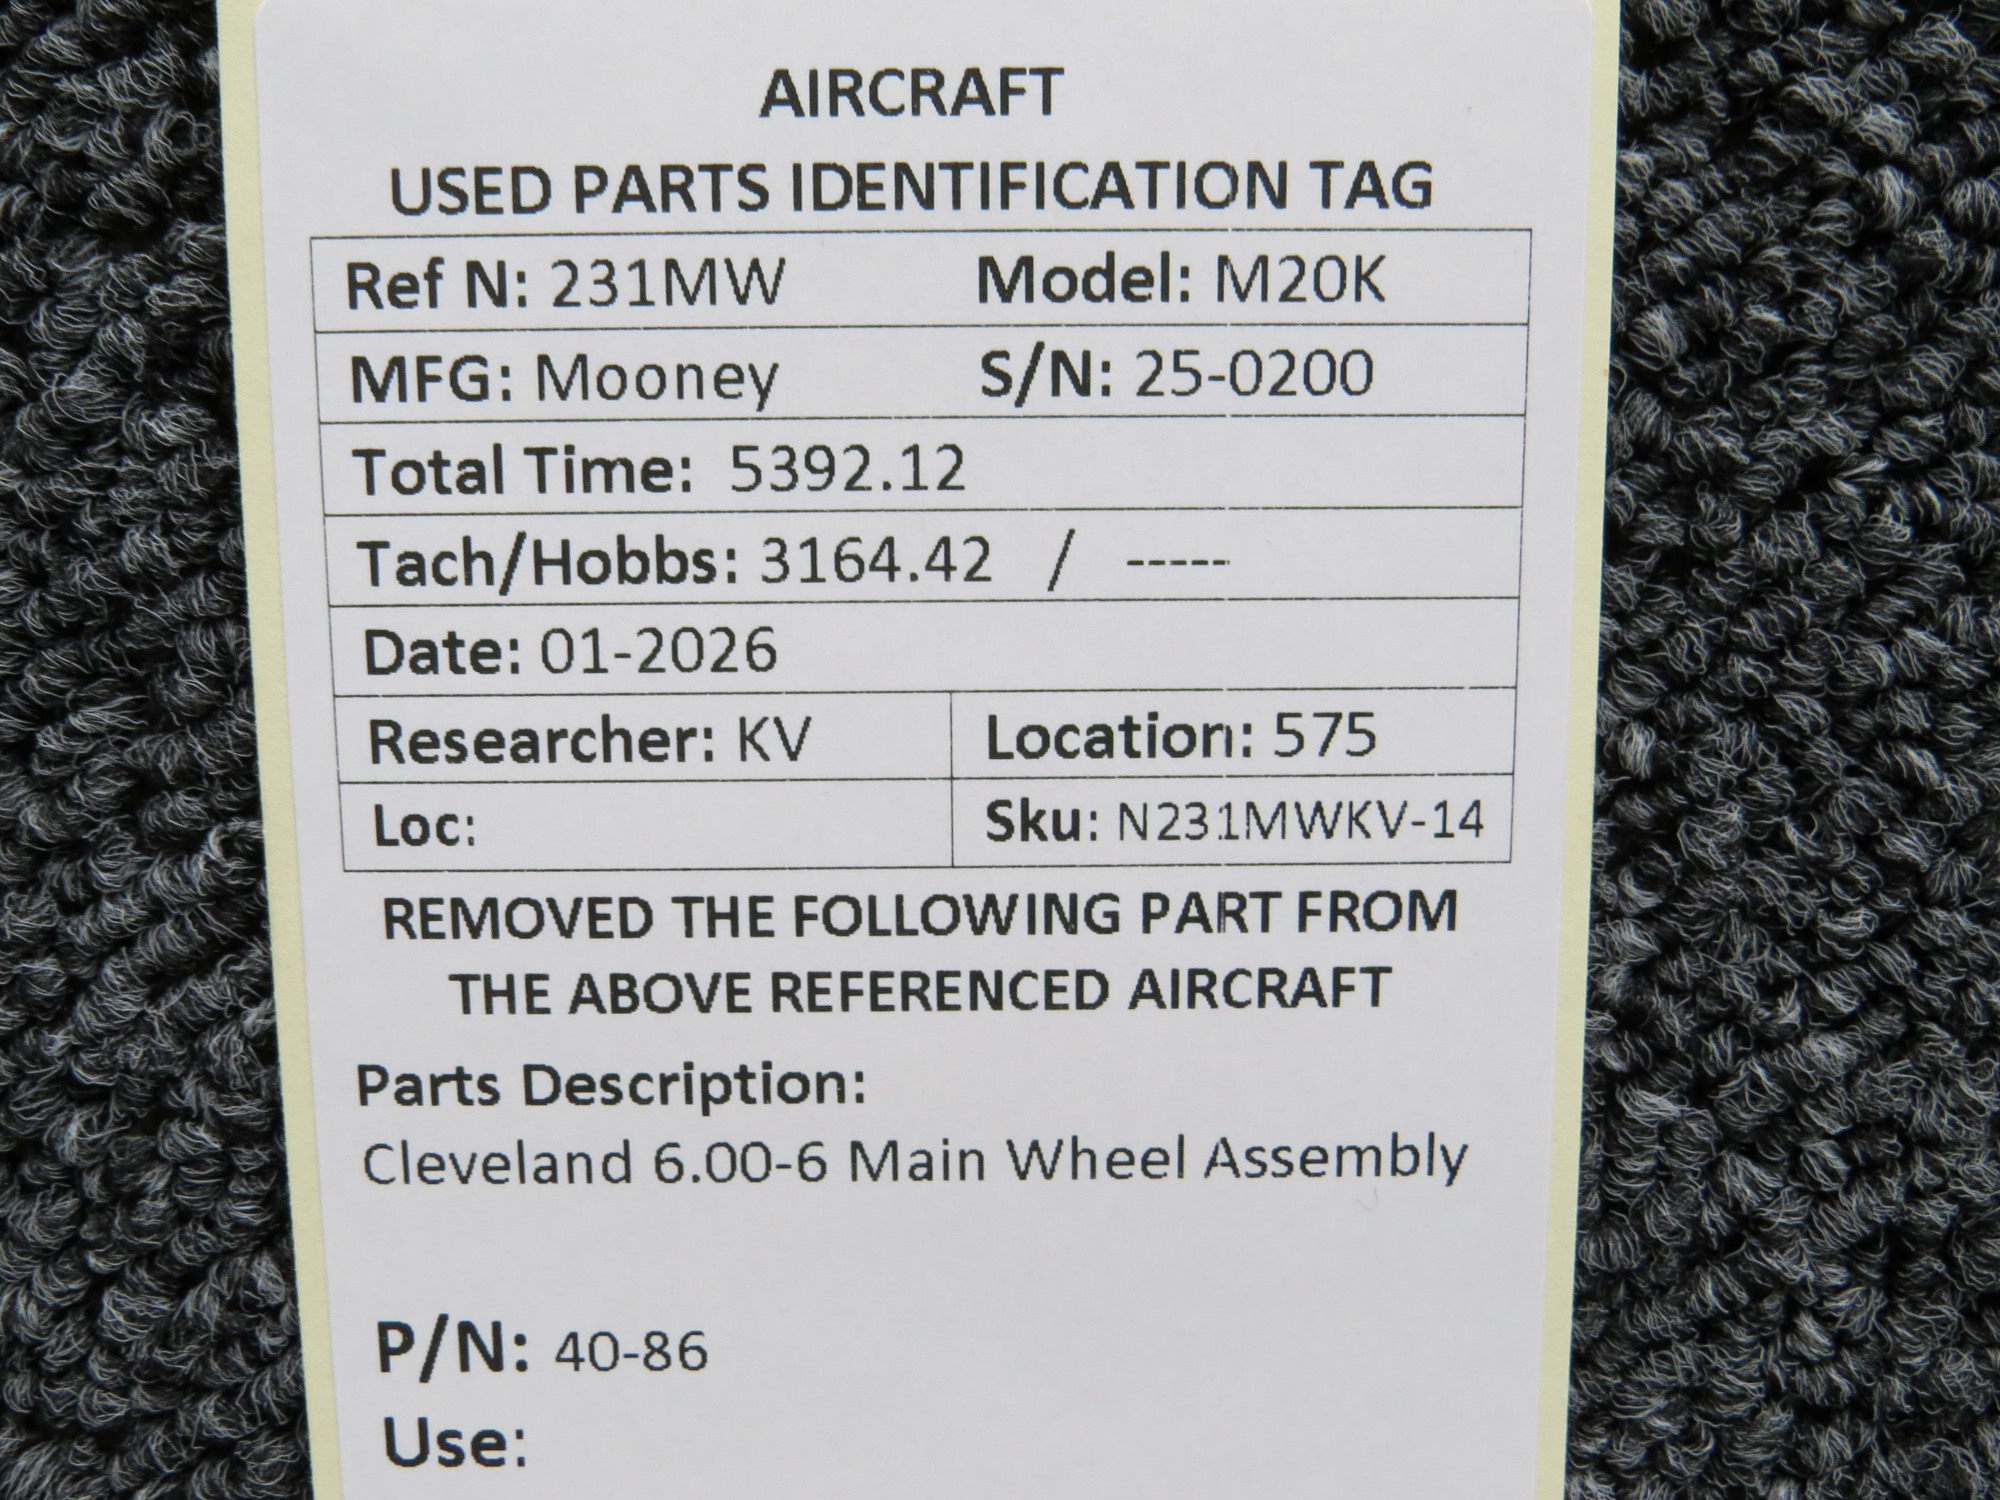 AIRCRAFT
USED PARTS IDENTIFICATION TAG
Ref N: 231MW Model: M20K
MFG: Mooney S/N: 25-0200
Total Time: 5392.12
Tach/Hobbs: 3164.42 / -----
Date: 01-2026
Researcher: KV Location: 575
Loc: Sku: N231MWKV-14
REMOVED THE FOLLOWING PART FROM
THE ABOVE REFERENCED AIRCRAFT
Parts Description:
Cleveland 6.00-6 Main Wheel Assembly
P/N: 40-86
Use: